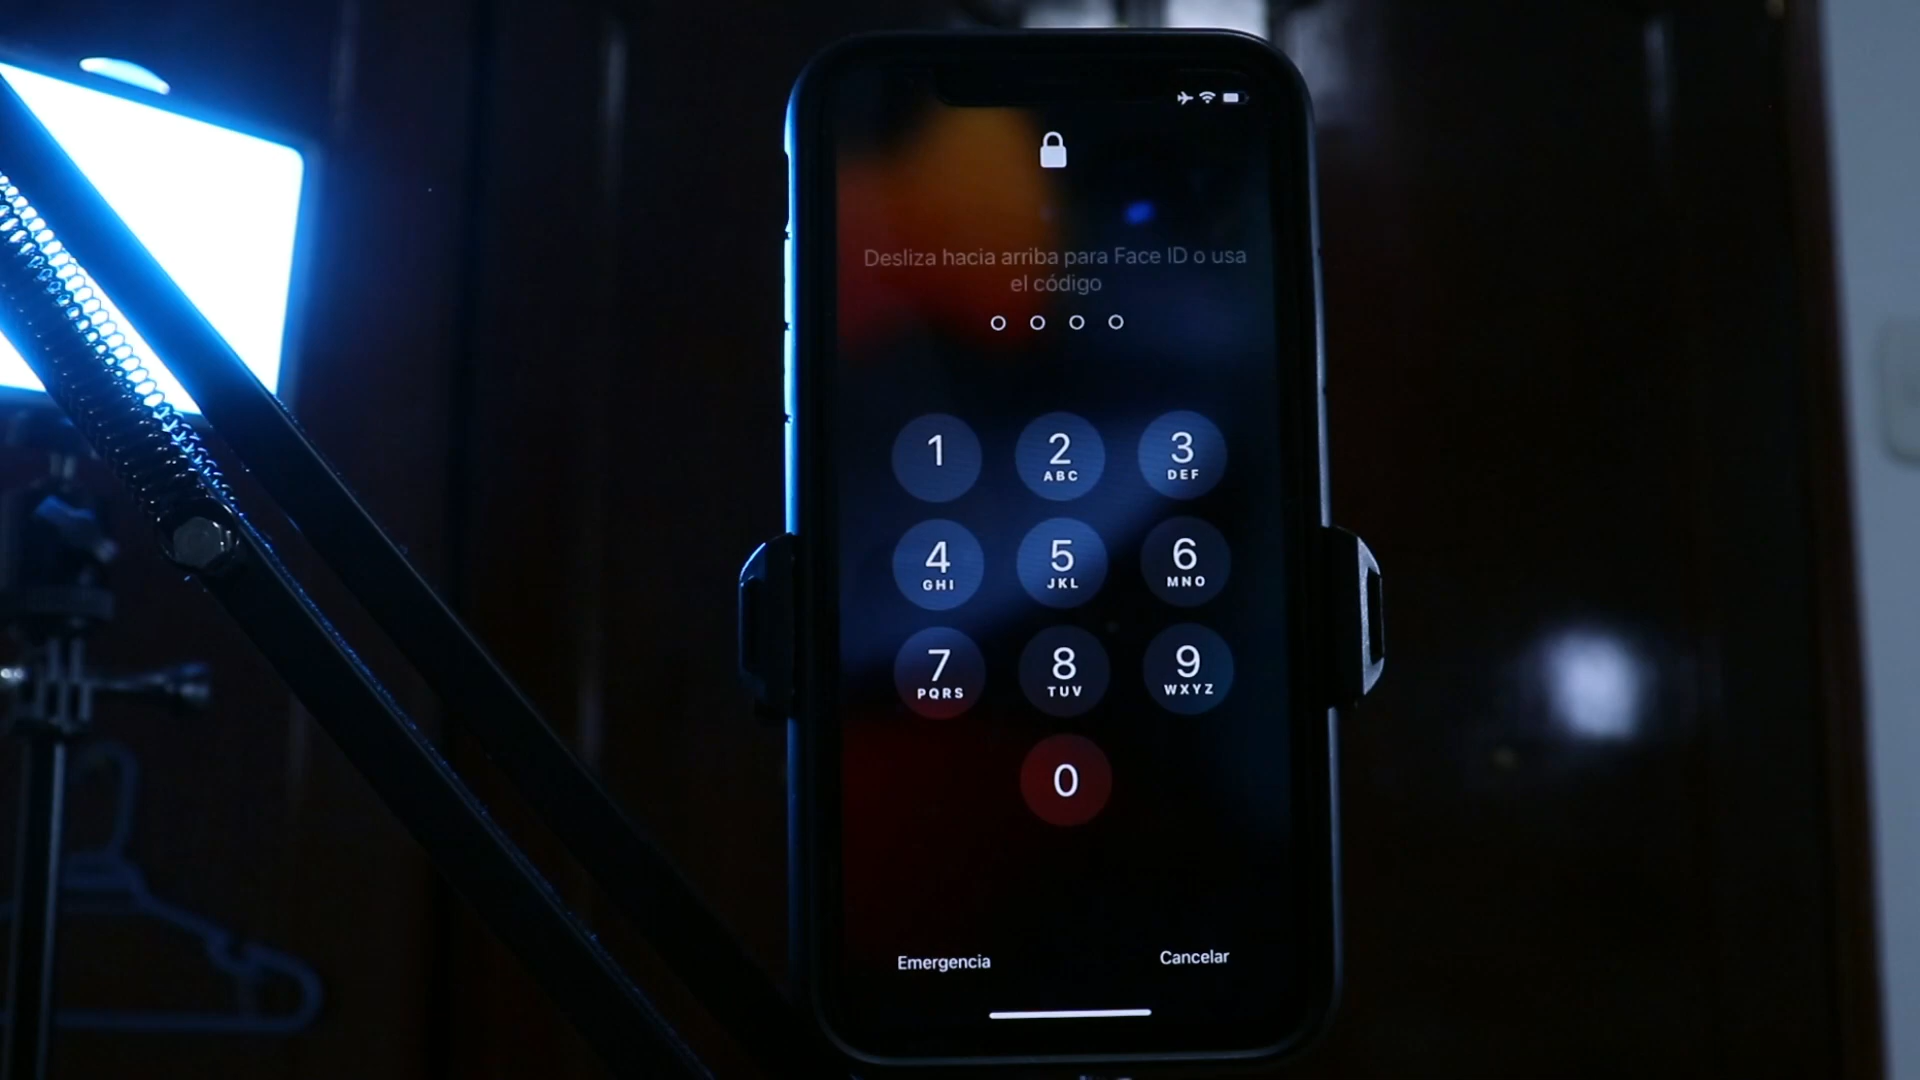 Desliza hacia arriba para Face ID o usa
el código
1
2
ABC
3
DEF
4
GHI
5
JKL
6
MNO
7
PQRS
8
TUV
9
WXYZ
0
Emergencia
Cancelar